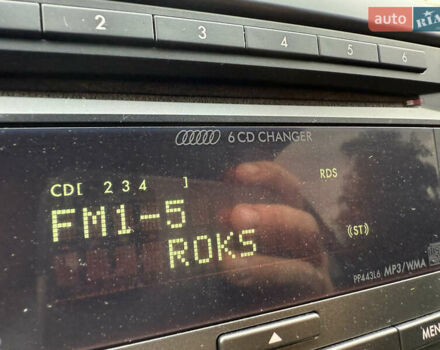 auto RIA
2 3 4 5 6
6 CD CHANGER
RDS
CD[ 2 3 4 ]
FM1-5
(ST)
ROKS
PP443L6 MP3/WMA
MEN